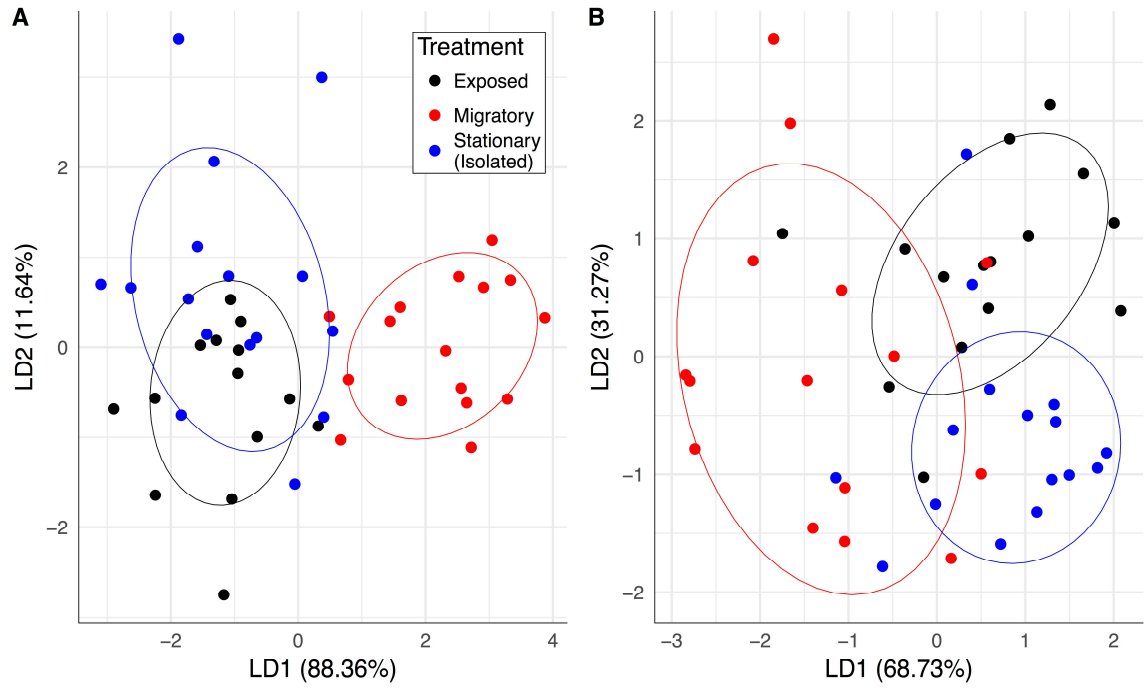 A
Treatment
Exposed
Migratory
Stationary
(Isolated)
2
0
−2
LD2 (11.64%)
−2
0
2
4
LD1 (88.36%)
B
2
1
0
−1
−2
LD2 (31.27%)
−3
−2
−1
0
1
2
LD1 (68.73%)